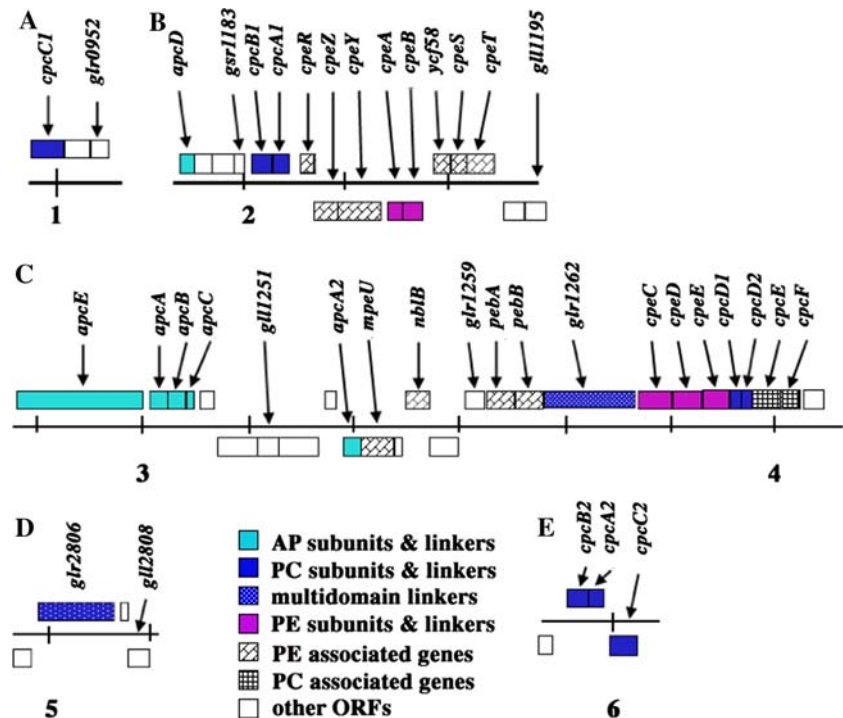 A
cpcC1
glr0952
1
B
apcD
gsr1183
cpcB1
cpcA1
cpeR
cpeZ
cpeY
cpeA
cpeB
ycf58
cpeS
cpeT
gll1195
2
C
apcE
apcA
apcB
apcC
gll1251
apcA2
mpeU
nblB
glr1259
pebA
pebB
glr1262
cpeC
cpeD
cpeE
cpcD1
cpcD2
cpcE
cpcF
3
4
D
glr2806
gll2808
5
AP subunits & linkers
PC subunits & linkers
multidomain linkers
PE subunits & linkers
PE associated genes
PC associated genes
other ORFs
E
cpcB2
cpcA2
cpcC2
6